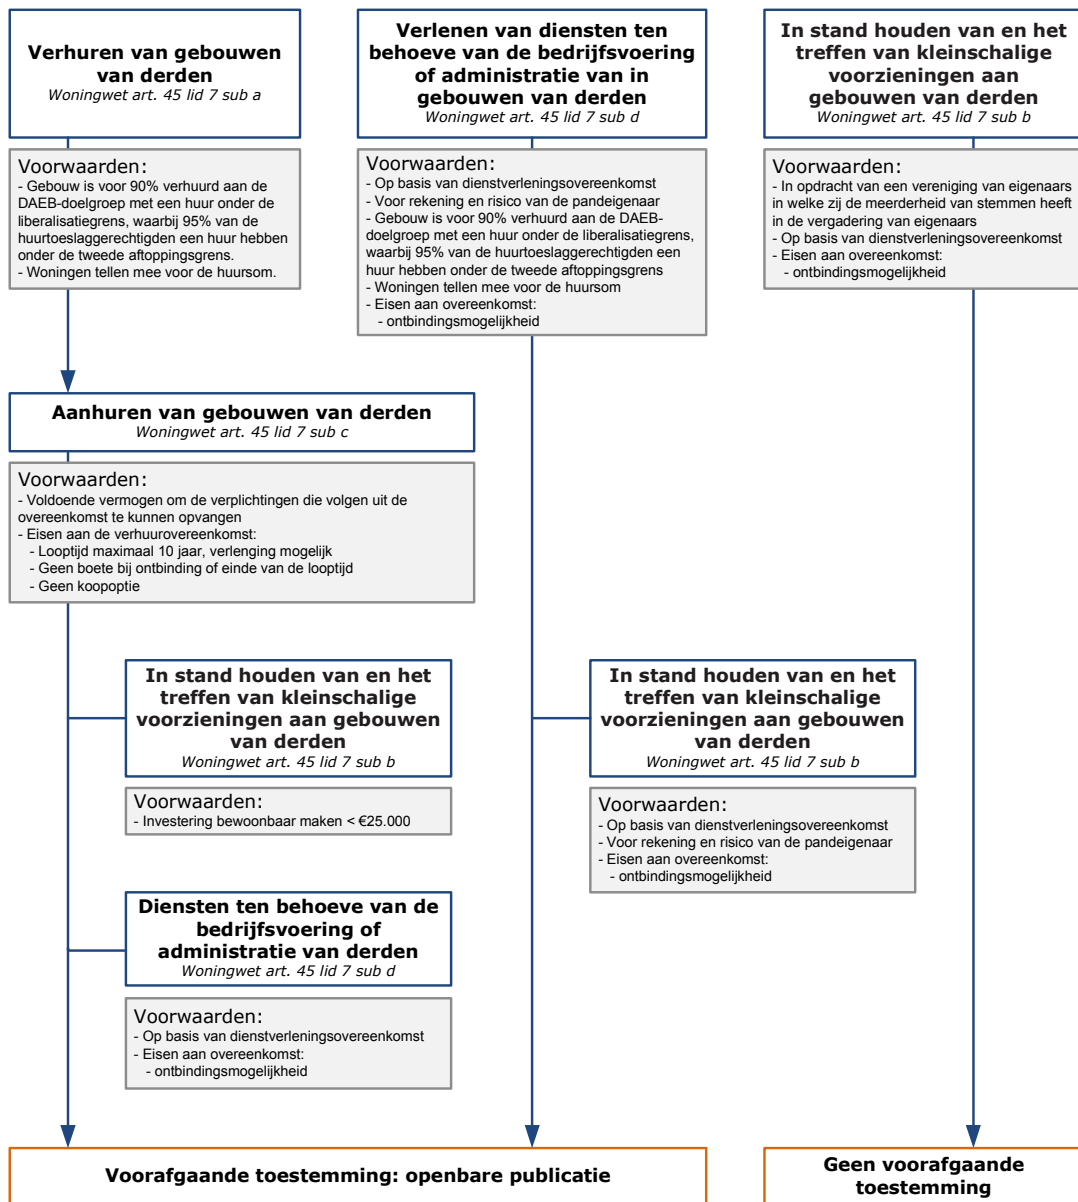 Verhuren van gebouwen
van derden
Woningwet art. 45 lid 7 sub a
Voorwaarden:
- Gebouw is voor 90% verhuurd aan de
DAEB-doelgroep met een huur onder de
liberalisatiegrens, waarbij 95% van de
huurtoeslaggerechtigden een huur hebben
onder de tweede aftoppingsgrens.
- Woningen tellen mee voor de huursom.
Aanhuren van gebouwen van derden
Woningwet art. 45 lid 7 sub c
Voorwaarden:
- Voldoende vermogen om de verplichtingen die volgen uit de
overeenkomst te kunnen opvangen
- Eisen aan de verhuurovereenkomst:
- Looptijd maximaal 10 jaar, verlenging mogelijk
- Geen boete bij ontbinding of einde van de looptijd
- Geen koopoptie
In stand houden van en het
treffen van kleinschalige
voorzieningen aan gebouwen
van derden
Woningwet art. 45 lid 7 sub b
Voorwaarden:
- Investering bewoonbaar maken < €25.000
Diensten ten behoeve van de
bedrijfsvoering of
administratie van derden
Woningwet art. 45 lid 7 sub d
Voorwaarden:
- Op basis van dienstverleningsovereenkomst
- Eisen aan overeenkomst:
- ontbindingsmogelijkheid
Verlenen van diensten ten
behoeve van de bedrijfsvoering
of administratie van in
gebouwen van derden
Woningwet art. 45 lid 7 sub d
Voorwaarden:
- Op basis van dienstverleningsovereenkomst
- Voor rekening en risico van de pandeigenaar
- Gebouw is voor 90% verhuurd aan de DAEB-
doelgroep met een huur onder de liberalisatiegrens,
waarbij 95% van de huurtoeslaggerechtigden een
huur hebben onder de tweede aftoppingsgrens
- Woningen tellen mee voor de huursom
- Eisen aan overeenkomst:
- ontbindingsmogelijkheid
In stand houden van en het
treffen van kleinschalige
voorzieningen aan gebouwen
van derden
Woningwet art. 45 lid 7 sub b
Voorwaarden:
- Op basis van dienstverleningsovereenkomst
- Voor rekening en risico van de pandeigenaar
- Eisen aan overeenkomst:
- ontbindingsmogelijkheid
Voorafgaande toestemming: openbare publicatie
In stand houden van en het
treffen van kleinschalige
voorzieningen aan
gebouwen van derden
Woningwet art. 45 lid 7 sub b
Voorwaarden:
- In opdracht van een vereniging van eigenaars
in welke zij de meerderheid van stemmen heeft
in de vergadering van eigenaars
- Op basis van dienstverleningsovereenkomst
- Eisen aan overeenkomst:
- ontbindingsmogelijkheid
Geen voorafgaande
toestemming